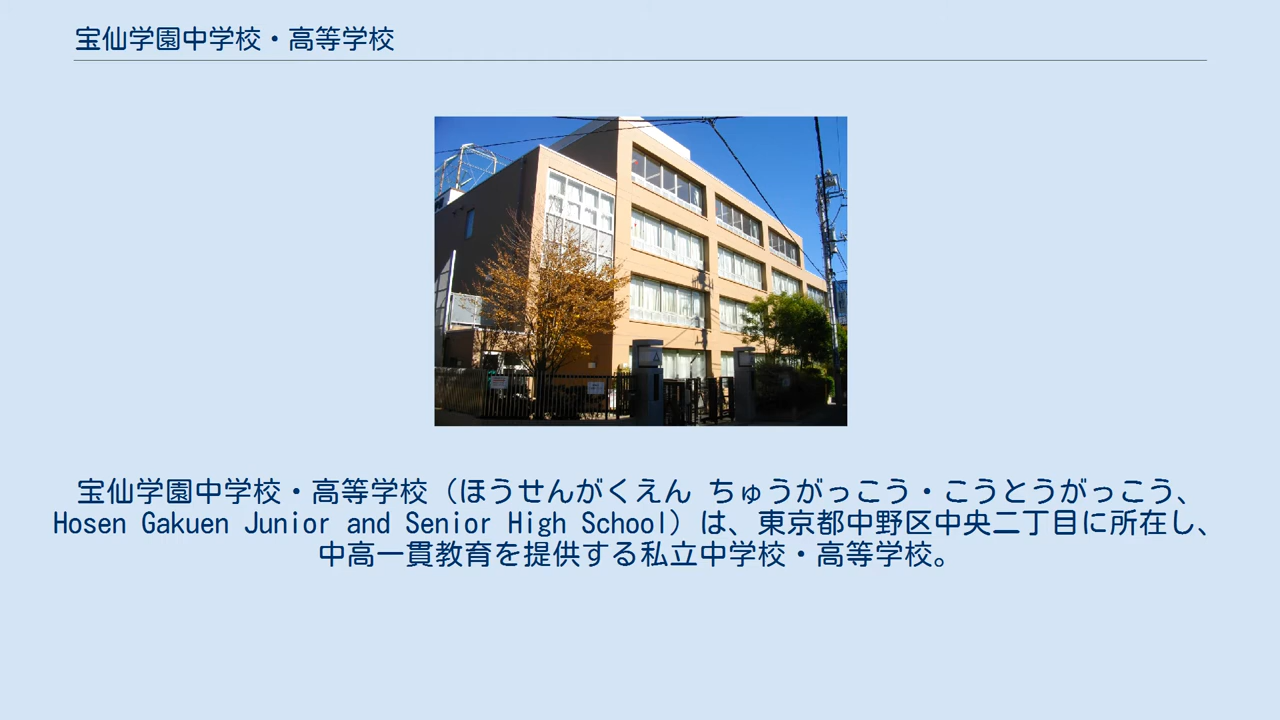 宝仙学園中学校・高等学校
宝仙学園中学校・高等学校（ほうせんがくえん ちゅうがっこう・こうとうがっこう、
Hosen Gakuen Junior and Senior High School）は、東京都中野区中央二丁目に所在し、
中高一貫教育を提供する私立中学校・高等学校。